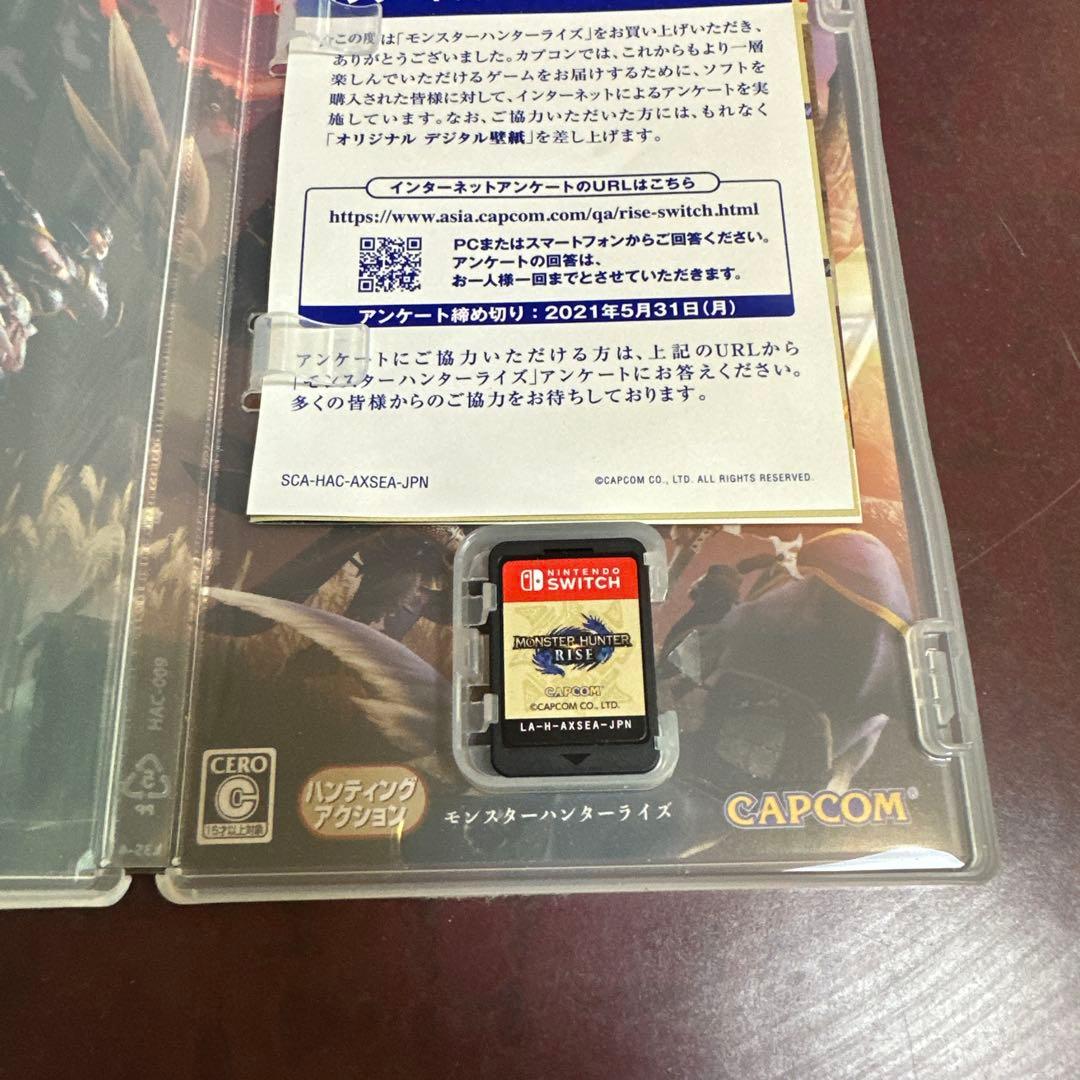 この度は「モンスターハンターライズ」をお買い上げいただき、
ありがとうございました。カプコンでは、これからもより一層
楽しんでいただけるゲームをお届けするために、ソフトを
購入された皆様に対して、インターネットによるアンケートを実
施しています。なお、ご協力いただいた方には、もれなく
「オリジナル デジタル壁紙」を差し上げます。
インターネットアンケートのURLはこちら
https://www.asia.capcom.com/qa/rise-switch.html
PCまたはスマートフォンからご回答ください。
アンケートの回答は、
お一人様一回までとさせていただきます。
アンケート締め切り：2021年5月31日(月)
アンケートにご協力いただける方は、上記のURLから
「モンスターハンターライズ」アンケートにお答えください。
多くの皆様からのご協力をお待ちしております。
SCA-HAC-AXSEA-JPN
©CAPCOM CO., LTD. ALL RIGHTS RESERVED.
NINTENDO
SWITCH
MONSTER HUNTER
RISE
CAPCOM
©CAPCOM CO., LTD.
LA-H-AXSEA-JPN
HAC-009
5
PP
CERO
C
15才以上対象
ハンティング
アクション
モンスターハンターライズ
CAPCOM®